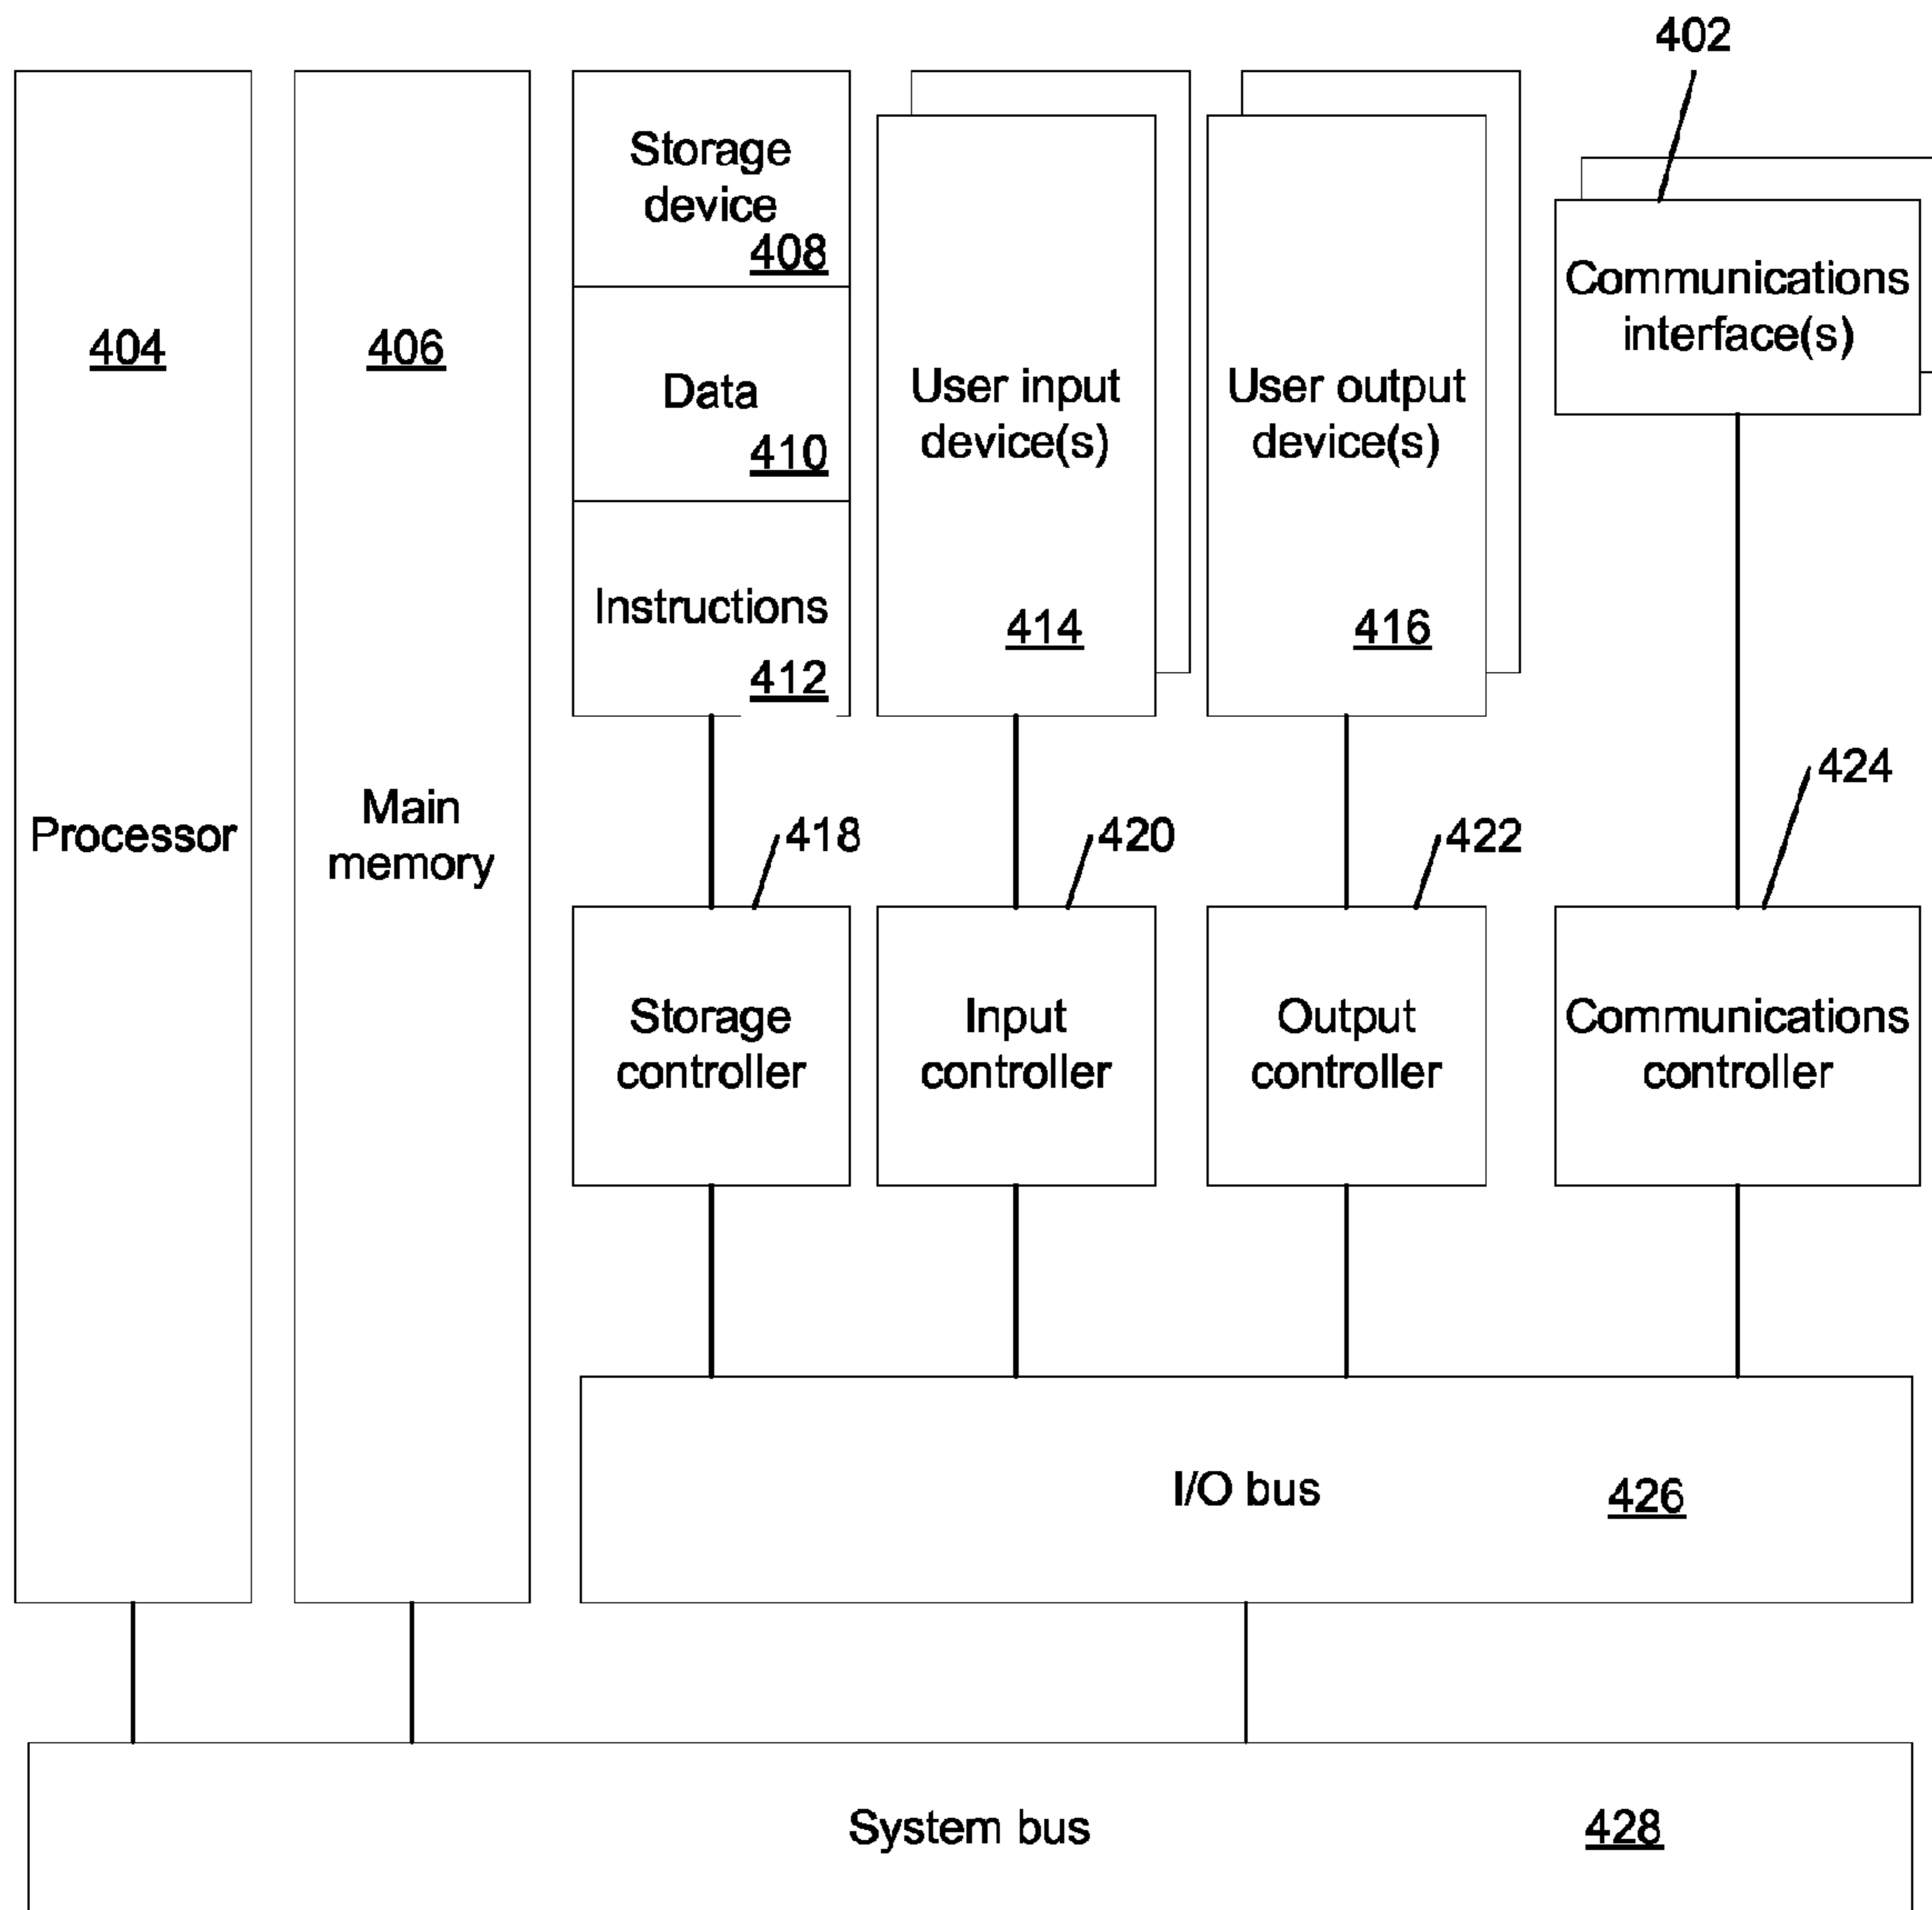 402
Storage
device
408
Communications
interface(s)
404
406
Data
410
User input
device(s)
User output
device(s)
Instructions
412
414
416
424
Processor
Main
memory
418
420
422
Storage
controller
Input
controller
Output
controller
Communications
controller
I/O bus
426
System bus
428